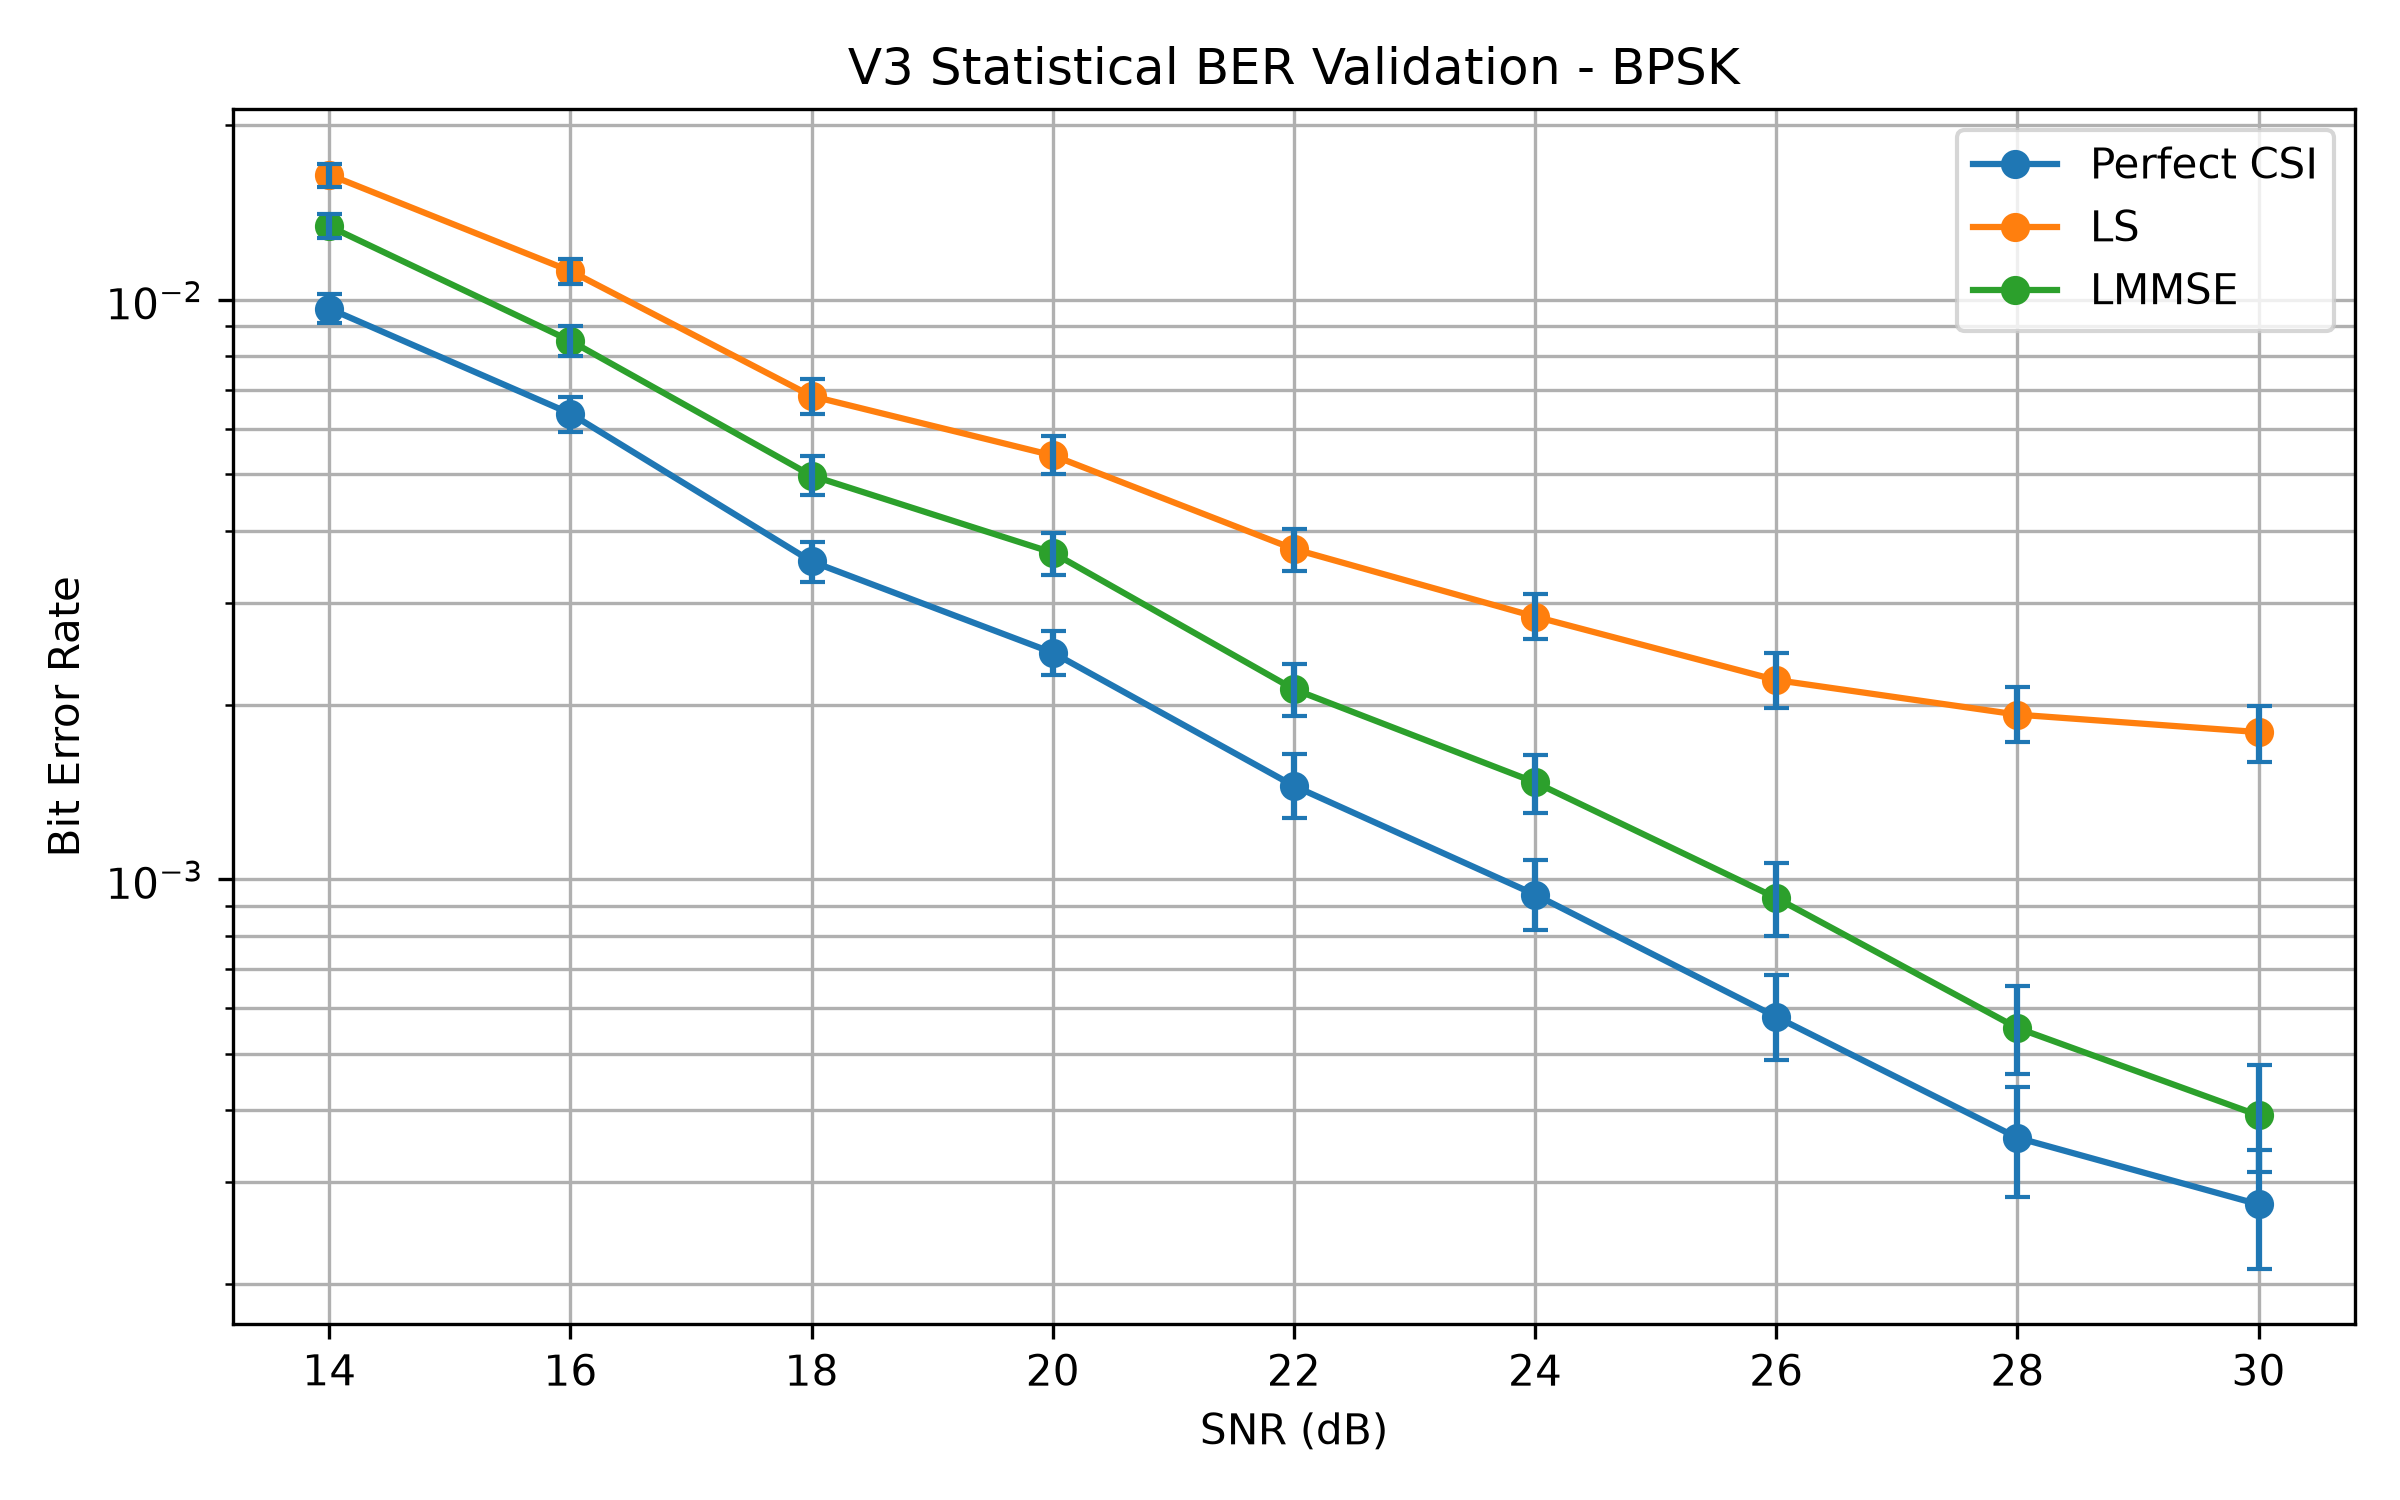 V3 Statistical BER Validation - BPSK
Perfect CSI
LS
LMMSE
Bit Error Rate
10⁻²
10⁻³
14 16 18 20 22 24 26 28 30
SNR (dB)